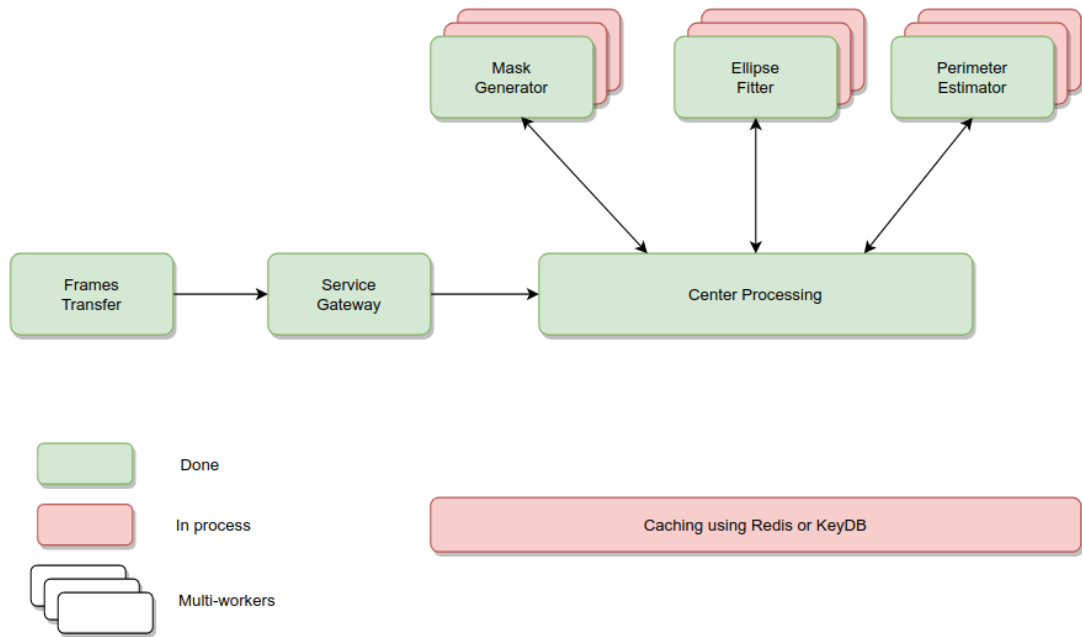 Mask
Generator
Ellipse
Fitter
Perimeter
Estimator
Frames
Transfer
Service
Gateway
Center Processing
Done
In process
Caching using Redis or KeyDB
Multi-workers